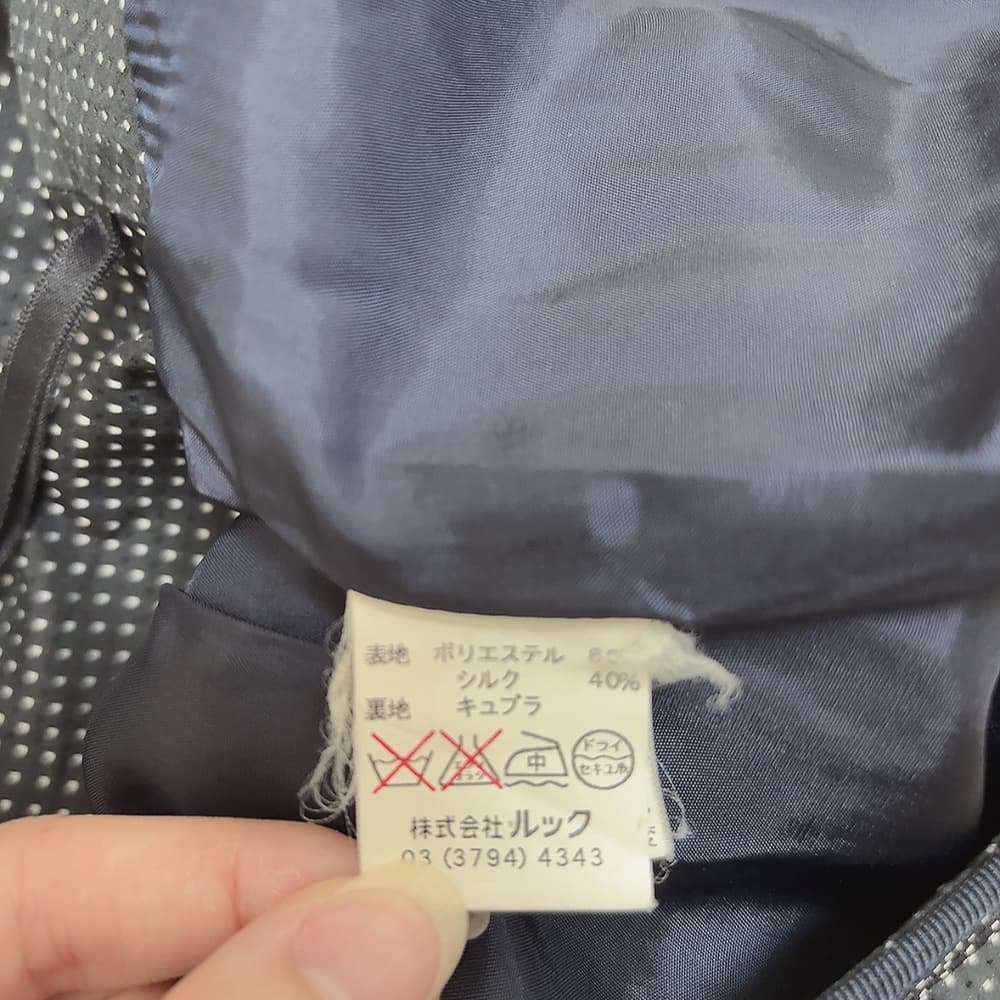 表地 ポリエステル
シルク 40%
裏地 キュプラ
中
ドライ
セキユ系
株式会社 ルック
03 (3794) 4343